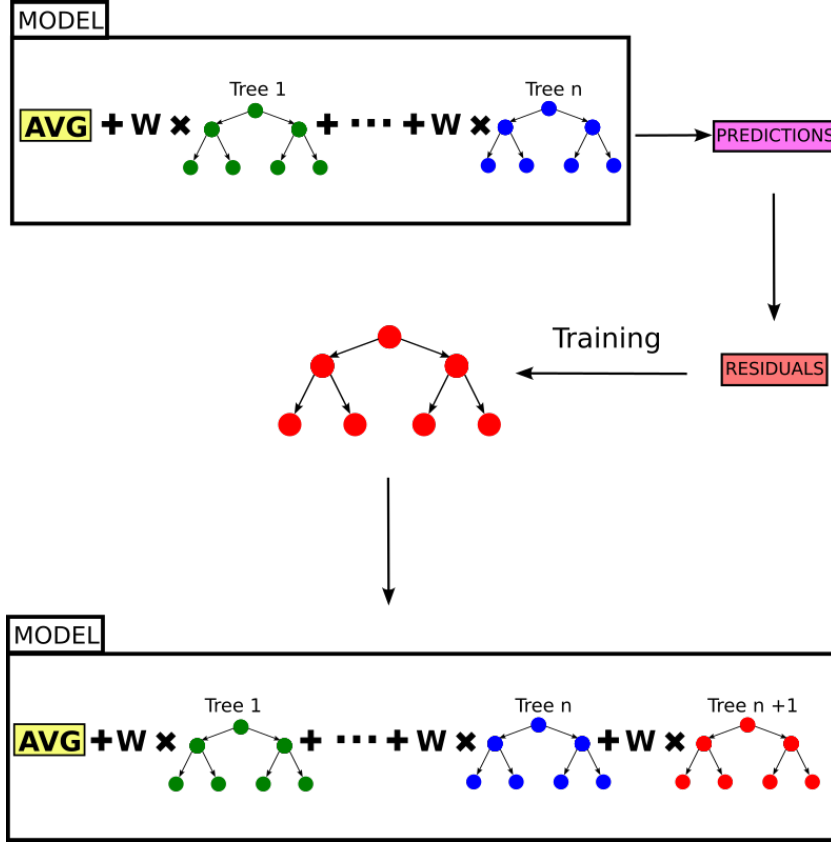 MODEL
Tree 1
Tree n
AVG + W × + ... + W ×
PREDICTIONS
Training
RESIDUALS
MODEL
Tree 1
Tree n
Tree n +1
AVG + W × + ... + W × + W ×